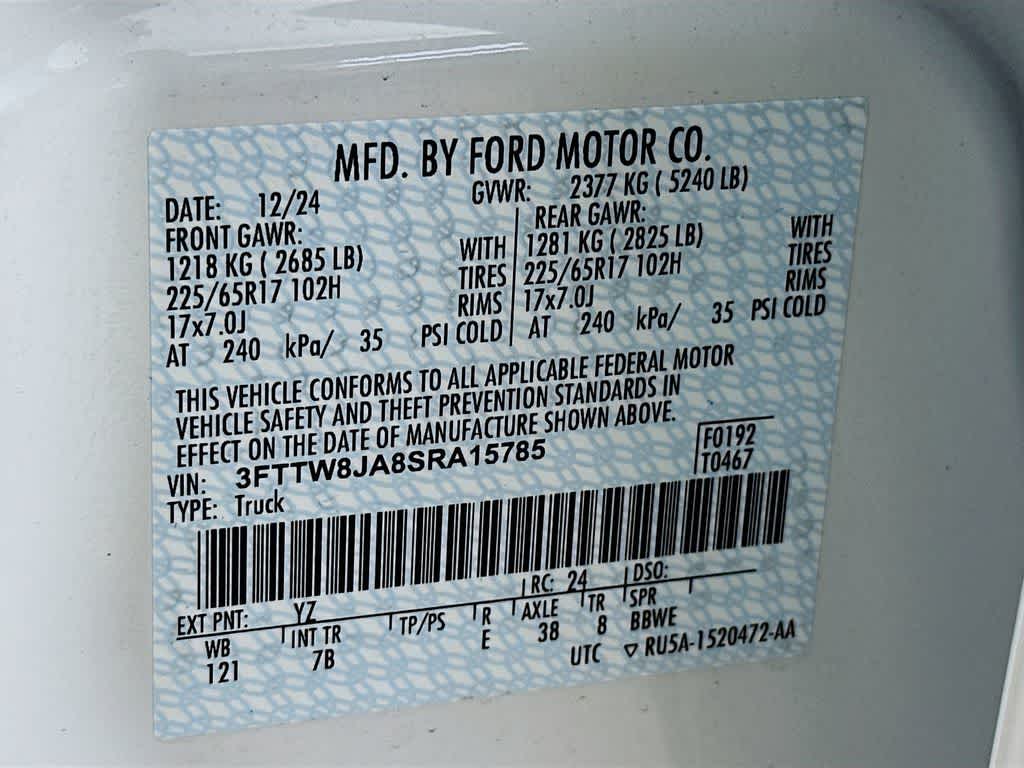 MFD. BY FORD MOTOR CO.
DATE: 12/24 GVWR: 2377 KG ( 5240 LB)
FRONT GAWR: REAR GAWR:
1218 KG ( 2685 LB) WITH 1281 KG ( 2825 LB) WITH
225/65R17 102H TIRES 225/65R17 102H TIRES
17x7.0J RIMS 17x7.0J RIMS
AT 240 kPa/ 35 PSI COLD AT 240 kPa/ 35 PSI COLD
THIS VEHICLE CONFORMS TO ALL APPLICABLE FEDERAL MOTOR
VEHICLE SAFETY AND THEFT PREVENTION STANDARDS IN
EFFECT ON THE DATE OF MANUFACTURE SHOWN ABOVE.
VIN: 3FTTW8JA8SRA15785 F0192
TYPE: Truck T0467
EXT PNT: YZ RC: 24 DSO:
WB INT TR TP/PS R AXLE TR SPR
121 7B E 38 8 BBWE
UTC ▽ RU5A-1520472-AA